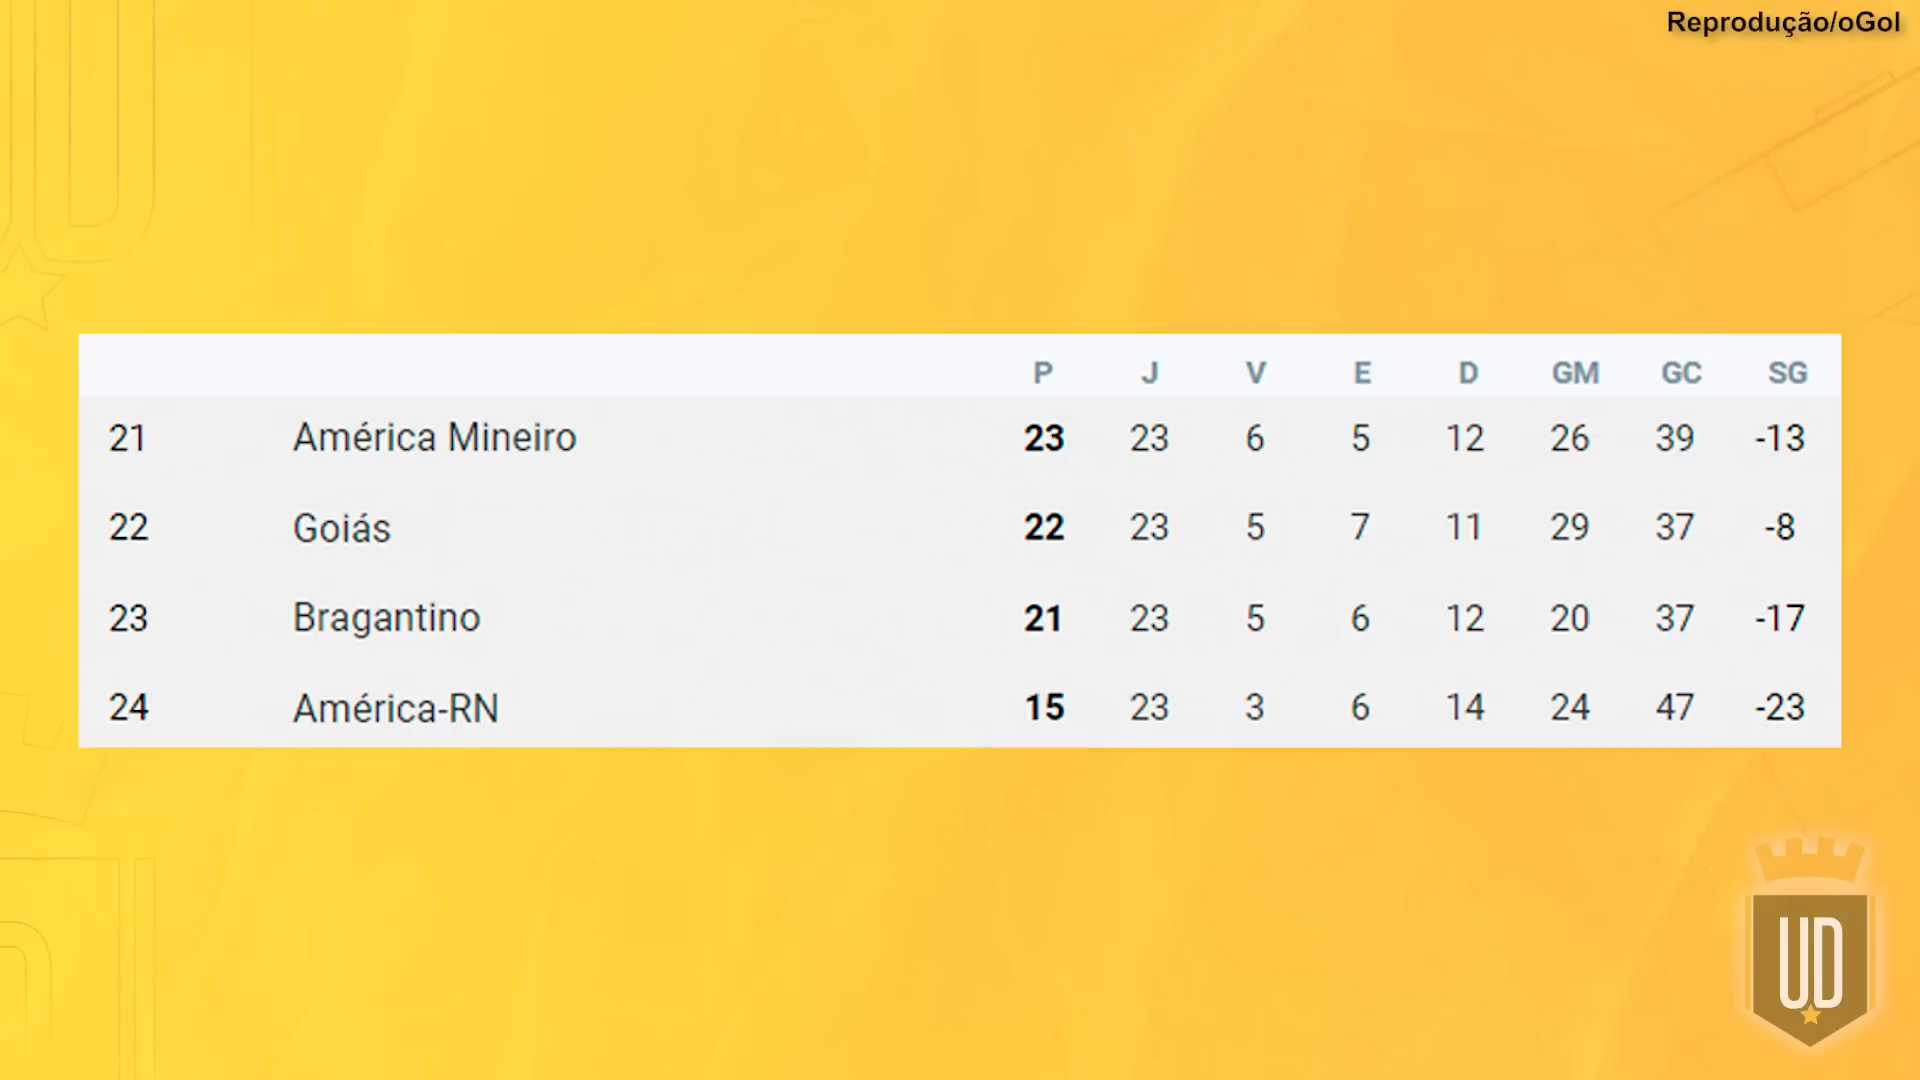 Reprodução/oGol
P J V E D GM GC SG
21 América Mineiro 23 23 6 5 12 26 39 -13
22 Goiás 22 23 5 7 11 29 37 -8
23 Bragantino 21 23 5 6 12 20 37 -17
24 América-RN 15 23 3 6 14 24 47 -23
UD